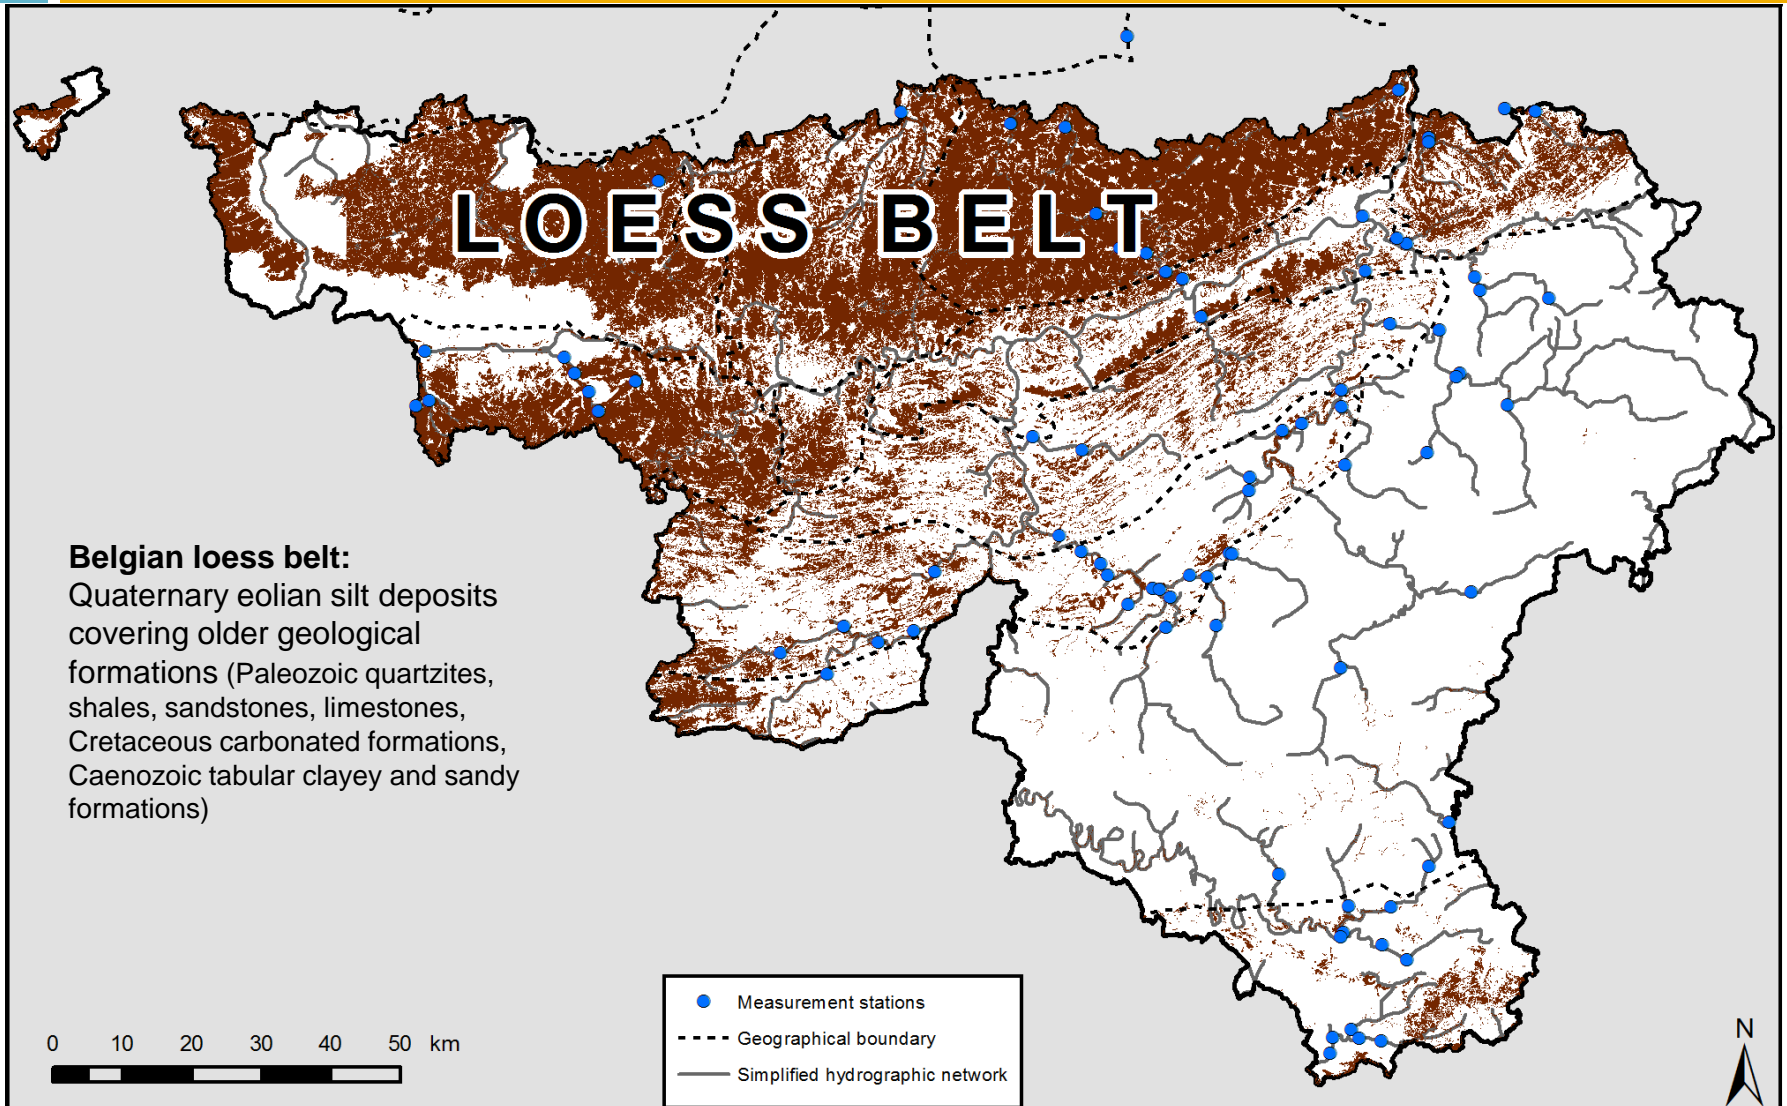 LOESS BELT
Belgian loess belt:
Quaternary eolian silt deposits
covering older geological
formations (Paleozoic quartzites,
shales, sandstones, limestones,
Cretaceous carbonated formations,
Caenozoic tabular clayey and sandy
formations)
0 10 20 30 40 50 km
Measurement stations
Geographical boundary
Simplified hydrographic network
N